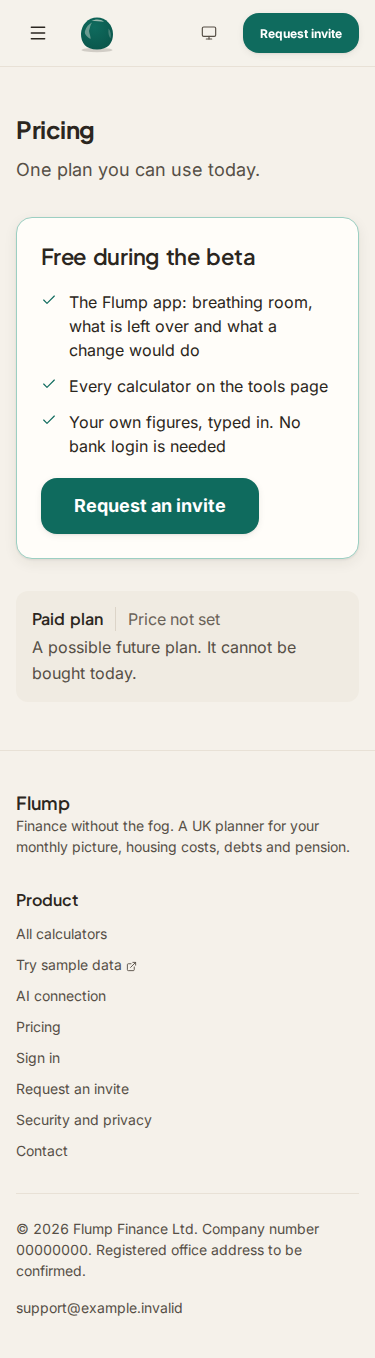 Request invite
Pricing
One plan you can use today.
Free during the beta
The Flump app: breathing room,
what is left over and what a
change would do
Every calculator on the tools page
Your own figures, typed in. No
bank login is needed
Request an invite
Paid plan
Price not set
A possible future plan. It cannot be
bought today.
Flump
Finance without the fog. A UK planner for your
monthly picture, housing costs, debts and pension.
Product
All calculators
Try sample data
AI connection
Pricing
Sign in
Request an invite
Security and privacy
Contact
© 2026 Flump Finance Ltd. Company number
00000000. Registered office address to be
confirmed.
support@example.invalid